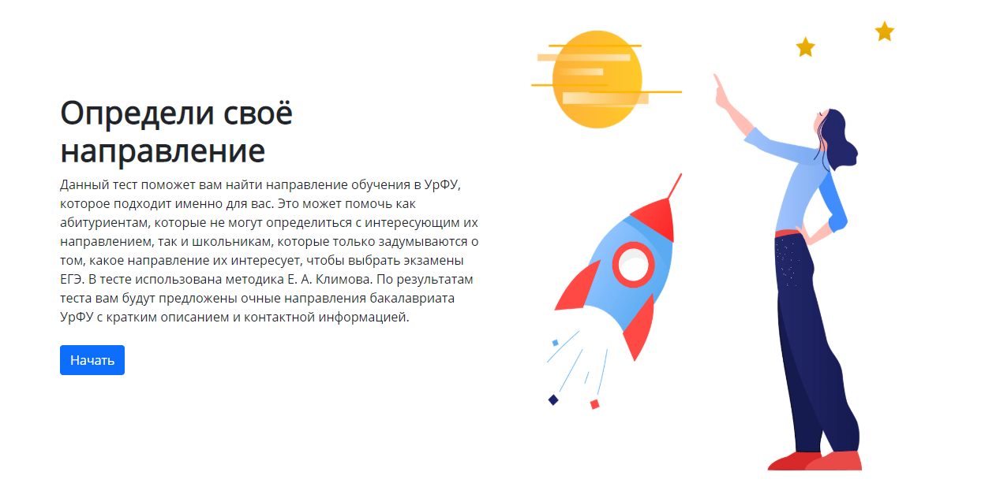 Определи своё
направление
Данный тест поможет вам найти направление обучения в УрФУ,
которое подходит именно для вас. Это может помочь как
абитуриентам, которые не могут определиться с интересующим их
направлением, так и школьникам, которые только задумываются о
том, какое направление их интересует, чтобы выбрать экзамены
ЕГЭ. В тесте использована методика Е. А. Климова. По результатам
теста вам будут предложены очные направления бакалавриата
УрФУ с кратким описанием и контактной информацией.
Начать